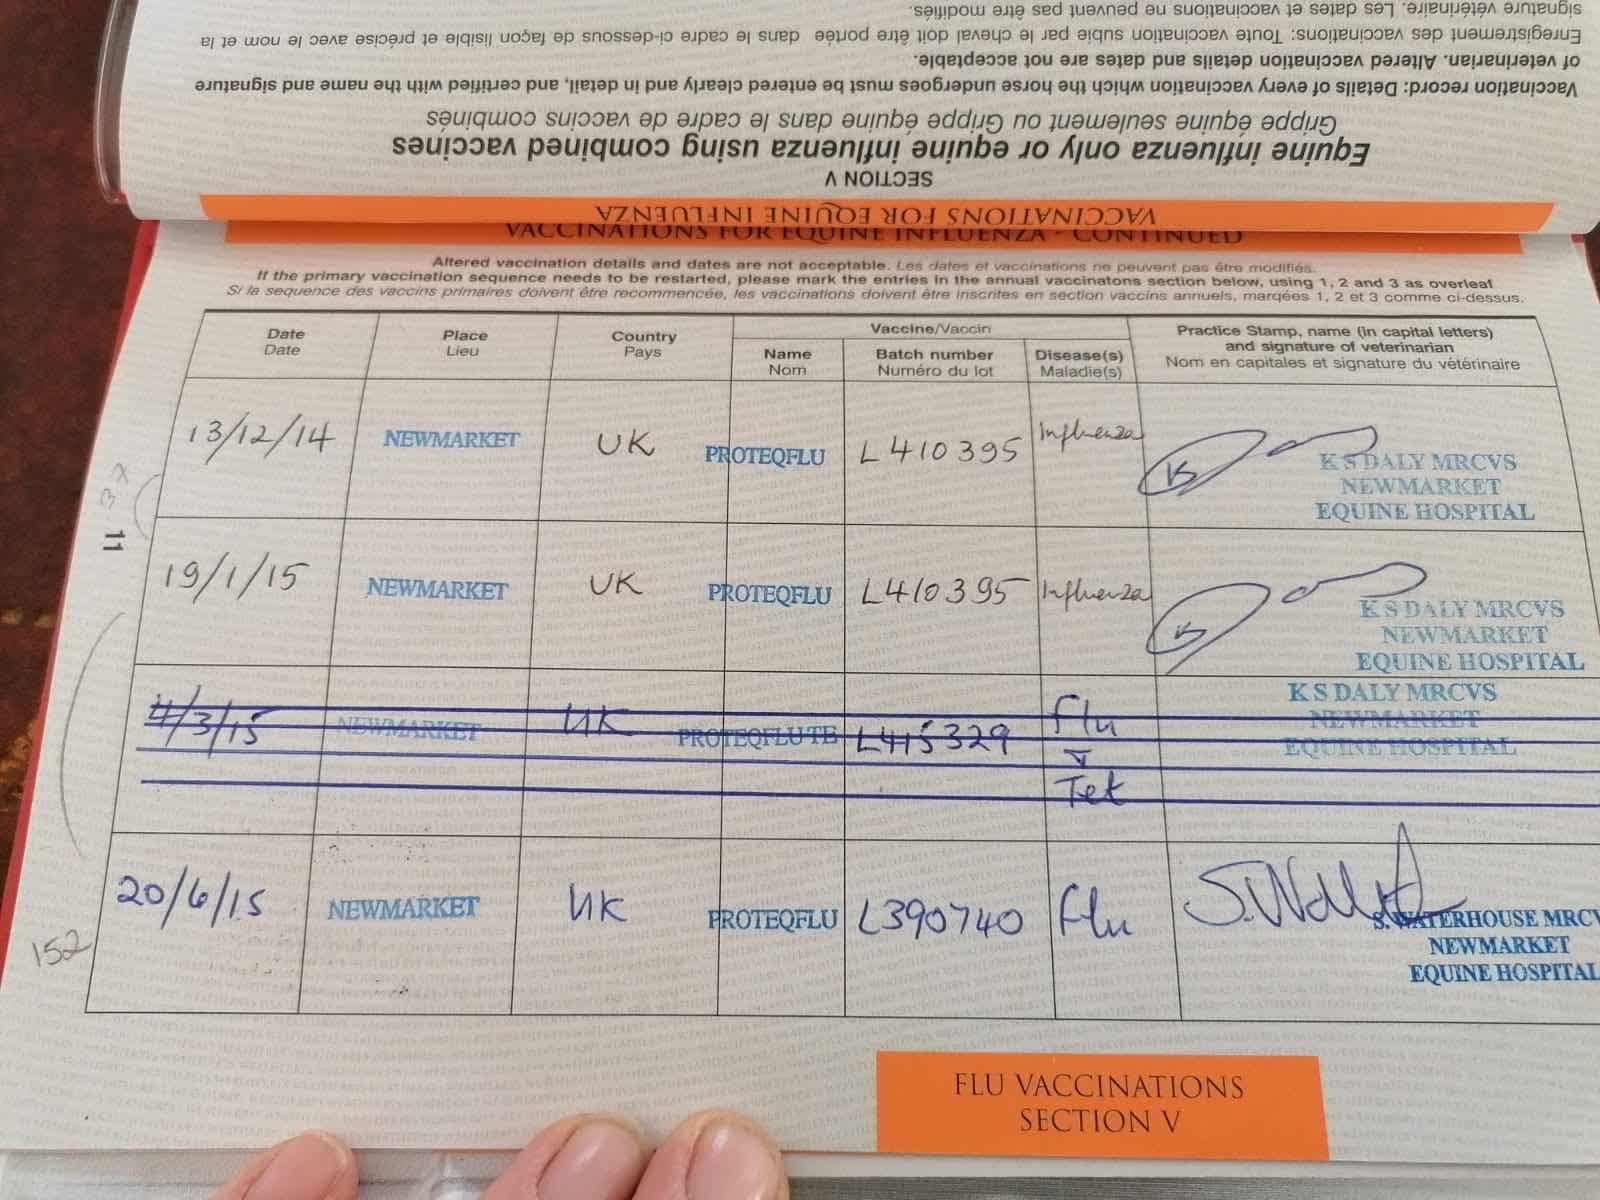 signature vétérinaire. Les dates et vaccinations ne peuvent pas être modifiés.
Enregistrement des vaccinations: Toute vaccination subie par le cheval doit être portée dans le cadre ci-dessous de façon lisible et précise avec le nom et la
of veterinarian. Altered vaccination details and dates are not acceptable.
Vaccination record: Details of every vaccination which the horse undergoes must be entered clearly and in detail, and certified with the name and signature
Grippe équine seulement ou Grippe équine dans le cadre de vaccins combinés
Equine influenza only or equine influenza using combined vaccines
SECTION V
VACCINATIONS FOR EQUINE INFLUENZA
VACCINATIONS FOR EQUINE INFLUENZA - CONTINUED
Altered vaccination details and dates are not acceptable. Les dates et vaccinations ne peuvent pas être modifiés.
If the primary vaccination sequence needs to be restarted, please mark the entries in the annual vaccinatons section below, using 1, 2 and 3 as overleaf
Si la sequence des vaccins primaires doivent être recommencée, les vaccinations doivent être inscrites en section vaccins annuels, marqées 1, 2 et 3 comme ci-dessus.
Date Place Country Vaccine/Vaccin Practice Stamp, name (in capital letters)
Date Lieu Pays Name Batch number Disease(s) and signature of veterinarian
Nom Numéro du lot Maladie(s) Nom en capitales et signature du vétérinaire
13/12/14 NEWMARKET UK PROTEQFLU L410395 Influenza K S DALY MRCVS
NEWMARKET
EQUINE HOSPITAL
37
11
19/1/15 NEWMARKET UK PROTEQFLU L410395 Influenza K S DALY MRCVS
NEWMARKET
EQUINE HOSPITAL
4/3/15 NEWMARKET UK PROTEQFLU TE L415329 Flu Tet K S DALY MRCVS
NEWMARKET
EQUINE HOSPITAL
20/6/15 NEWMARKET UK PROTEQFLU L390740 Flu S. WATERHOUSE MRCV
NEWMARKET
EQUINE HOSPITAL
152
FLU VACCINATIONS
SECTION V